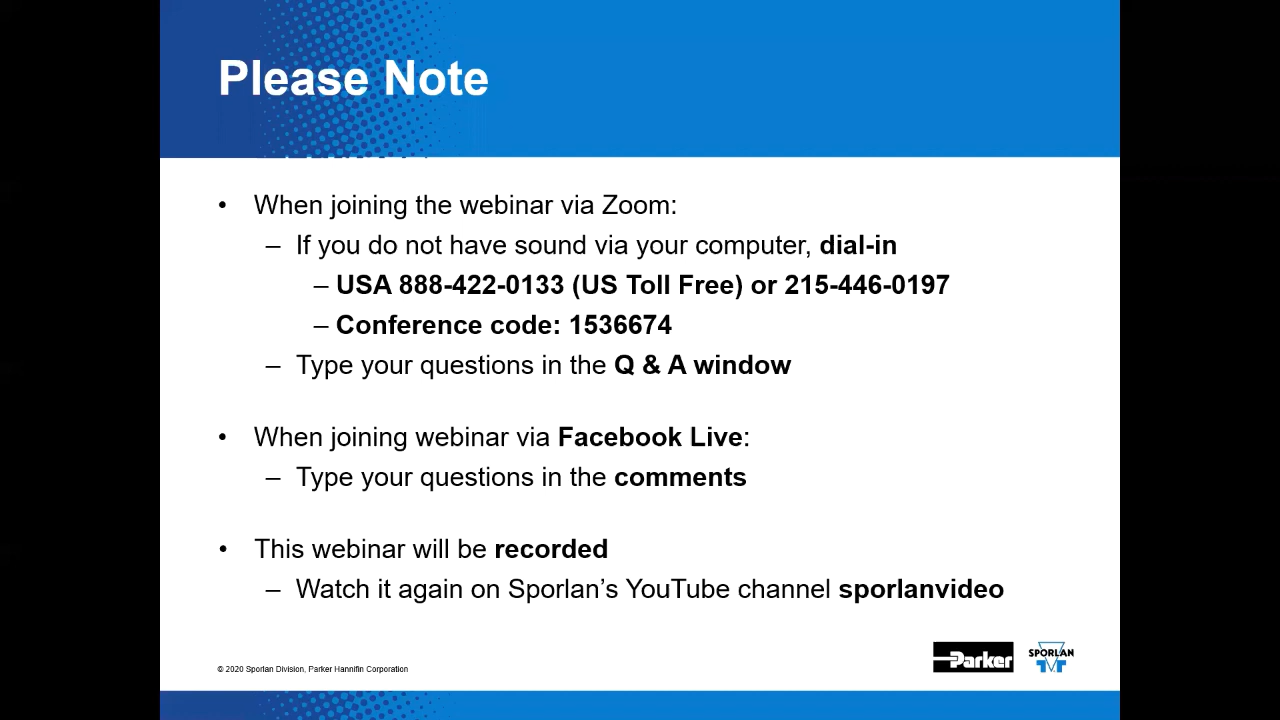 Please Note
• When joining the webinar via Zoom:
– If you do not have sound via your computer, dial-in
– USA 888-422-0133 (US Toll Free) or 215-446-0197
– Conference code: 1536674
– Type your questions in the Q & A window
• When joining webinar via Facebook Live:
– Type your questions in the comments
• This webinar will be recorded
– Watch it again on Sporlan’s YouTube channel sporlanvideo
© 2020 Sporlan Division, Parker Hannifin Corporation
Parker
SPORLAN